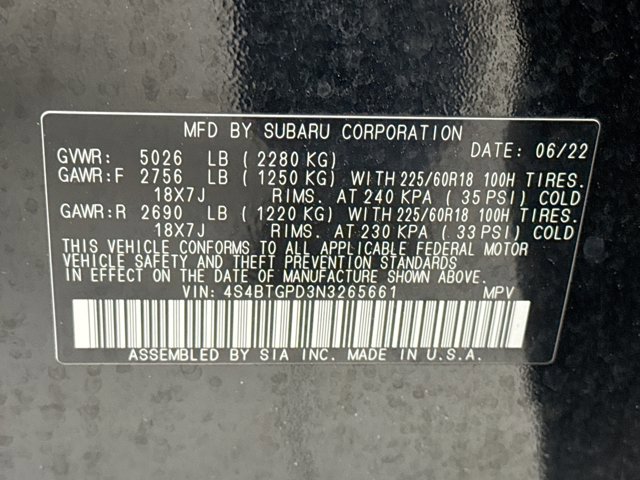 MFD BY SUBARU CORPORATION
DATE: 06/22
GVWR: 5026 LB ( 2280 KG)
GAWR:F 2756 LB ( 1250 KG) WITH 225/60R18 100H TIRES.
18X7J RIMS. AT 240 KPA ( 35 PSI) COLD
GAWR:R 2690 LB ( 1220 KG) WITH 225/60R18 100H TIRES.
18X7J RIMS. AT 230 KPA ( 33 PSI) COLD
THIS VEHICLE CONFORMS TO ALL APPLICABLE FEDERAL MOTOR
VEHICLE SAFETY AND THEFT PREVENTION STANDARDS
IN EFFECT ON THE DATE OF MANUFACTURE SHOWN ABOVE.
VIN: 4S4BTGPD3N3265661 MPV
ASSEMBLED BY SIA INC. MADE IN U.S.A.